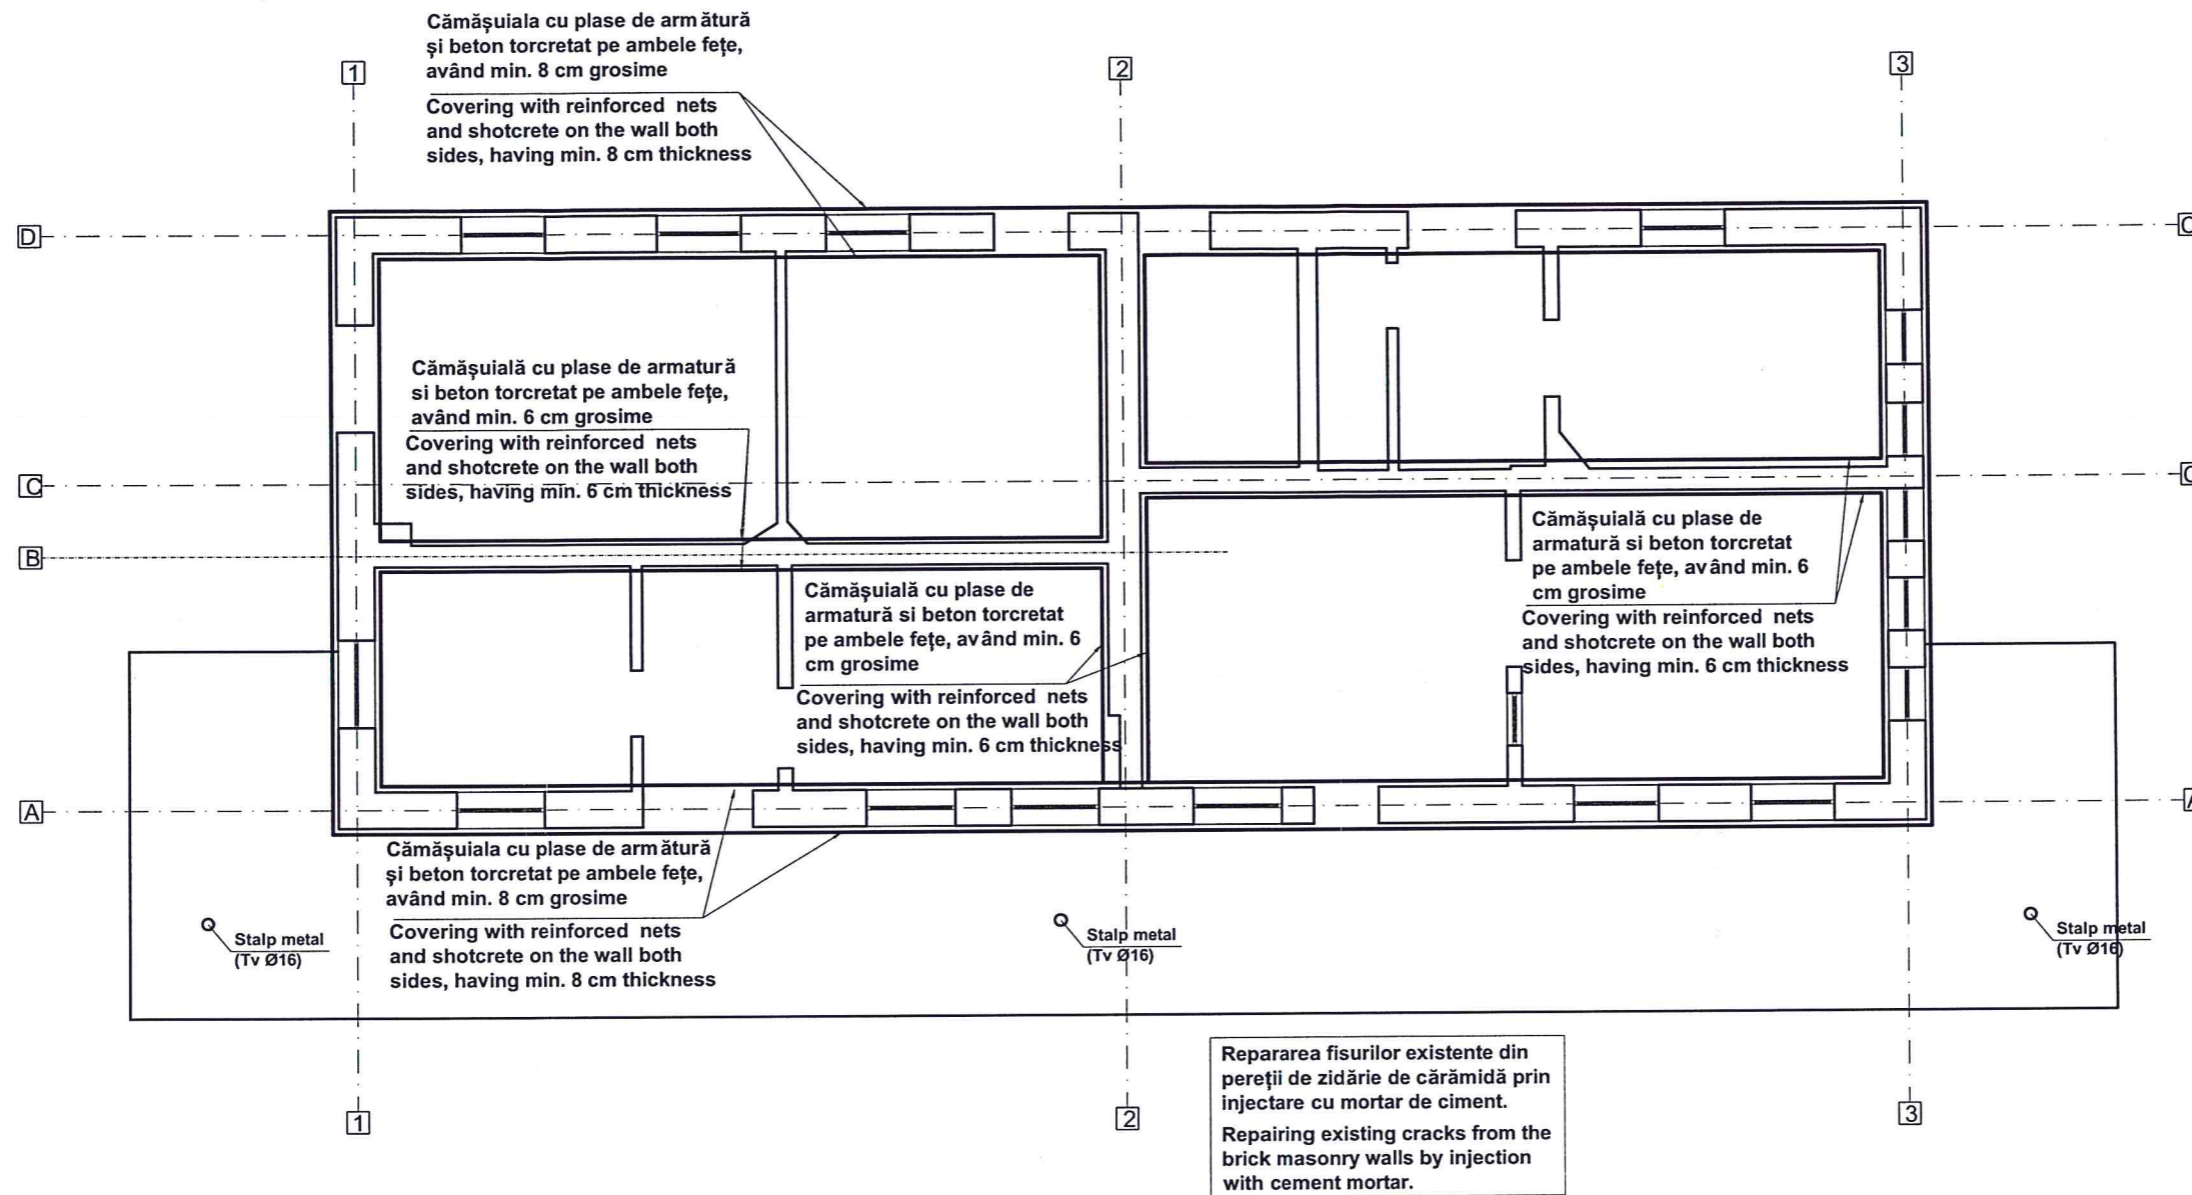 Cămășuiala cu plase de armătură
și beton torcretat pe ambele fețe,
având min. 8 cm grosime
Covering with reinforced nets
and shotcrete on the wall both
sides, having min. 8 cm thickness
1
2
3
D
Cămășuială cu plase de armatură
si beton torcretat pe ambele fețe,
având min. 6 cm grosime
Covering with reinforced nets
and shotcrete on the wall both
sides, having min. 6 cm thickness
C
B
Cămășuială cu plase de
armatură si beton torcretat
pe ambele fețe, având min. 6
cm grosime
Covering with reinforced nets
and shotcrete on the wall both
sides, having min. 6 cm thickness
Cămășuială cu plase de
armatură si beton torcretat
pe ambele fețe, având min. 6
cm grosime
Covering with reinforced nets
and shotcrete on the wall both
sides, having min. 6 cm thickness
A
Cămășuiala cu plase de armătură
și beton torcretat pe ambele fețe,
având min. 8 cm grosime
Covering with reinforced nets
and shotcrete on the wall both
sides, having min. 8 cm thickness
Stalp metal
(Tv Ø16)
Stalp metal
(Tv Ø16)
Stalp metal
(Tv Ø16)
1
2
3
Repararea fisurilor existente din
pereții de zidărie de cărămidă prin
injectare cu mortar de ciment.
Repairing existing cracks from the
brick masonry walls by injection
with cement mortar.